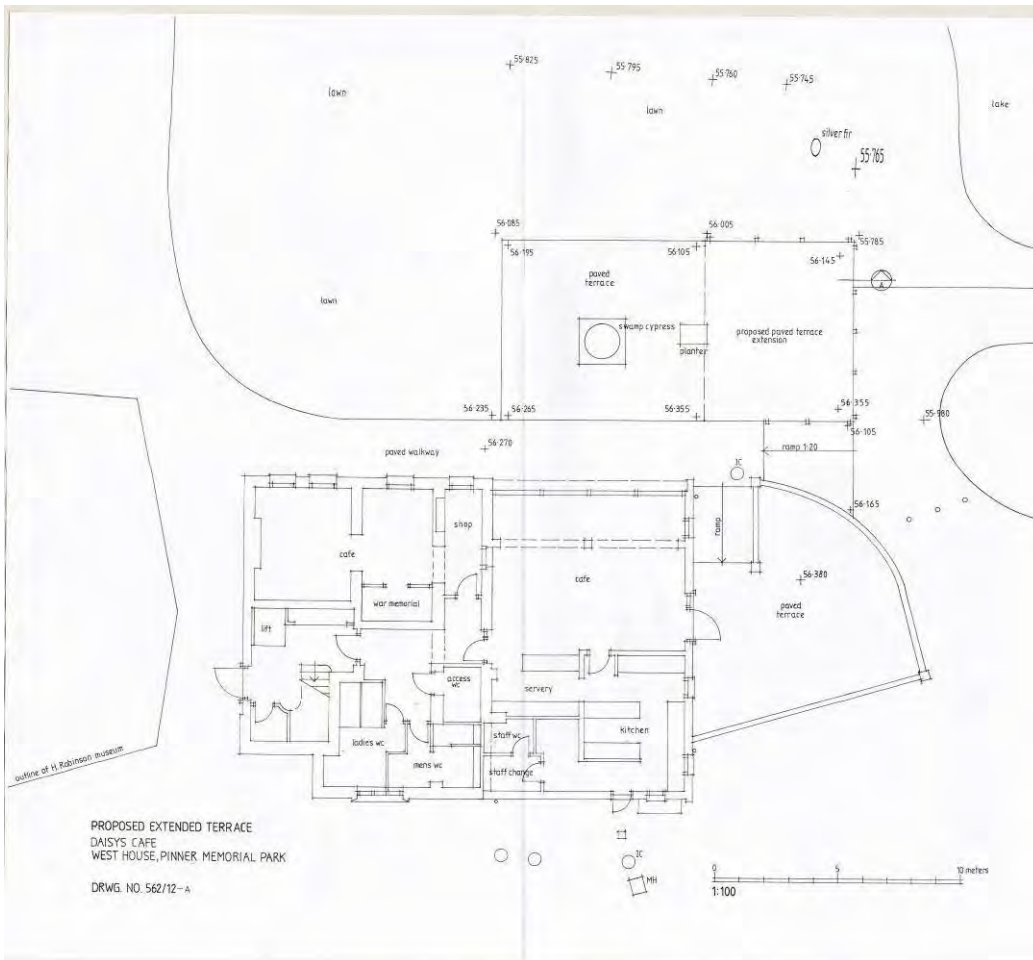 55·825
55·795
55·760
55·745
lawn
lawn
lake
silver fir
55·765
56·085
56·195
56·005
56·105
55·785
56·145
paved
terrace
lawn
swamp cypress
planter
proposed paved terrace
extension
56·235
56·265
56·355
56·355
56·105
55·980
56·270
paved walkway
ramp 1:20
IC
A
56·165
shop
ramp
cafe
cafe
56·380
war memorial
paved
terrace
lift
access
wc
servery
staff wc
kitchen
ladies wc
mens wc
staff change
outline of H Robinson museum
PROPOSED EXTENDED TERRACE
DAISYS CAFE
WEST HOUSE, PINNER MEMORIAL PARK
DRWG. NO. 562/12-A
IC
MH
0
5
10 meters
1:100